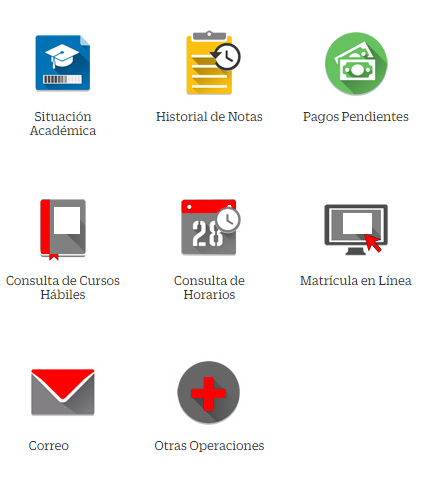 Situación
Académica
Historial de Notas
Pagos Pendientes
Consulta de Cursos
Hábiles
28
Consulta de
Horarios
Matrícula en Línea
Correo
Otras Operaciones